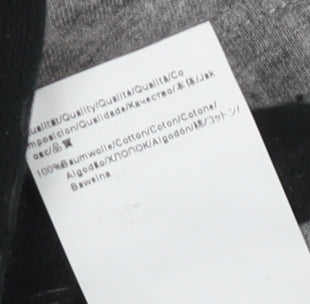 Qualität/Quality/Qualité/Qualità/Co
mposicion/Qualidade/Качество/本体/Jak
ość/品質
100%Baumwolle/Cotton/Coton/Cotone/
Algodão/ХЛОПОК/Algodón/棉/コットン/
Bawełna